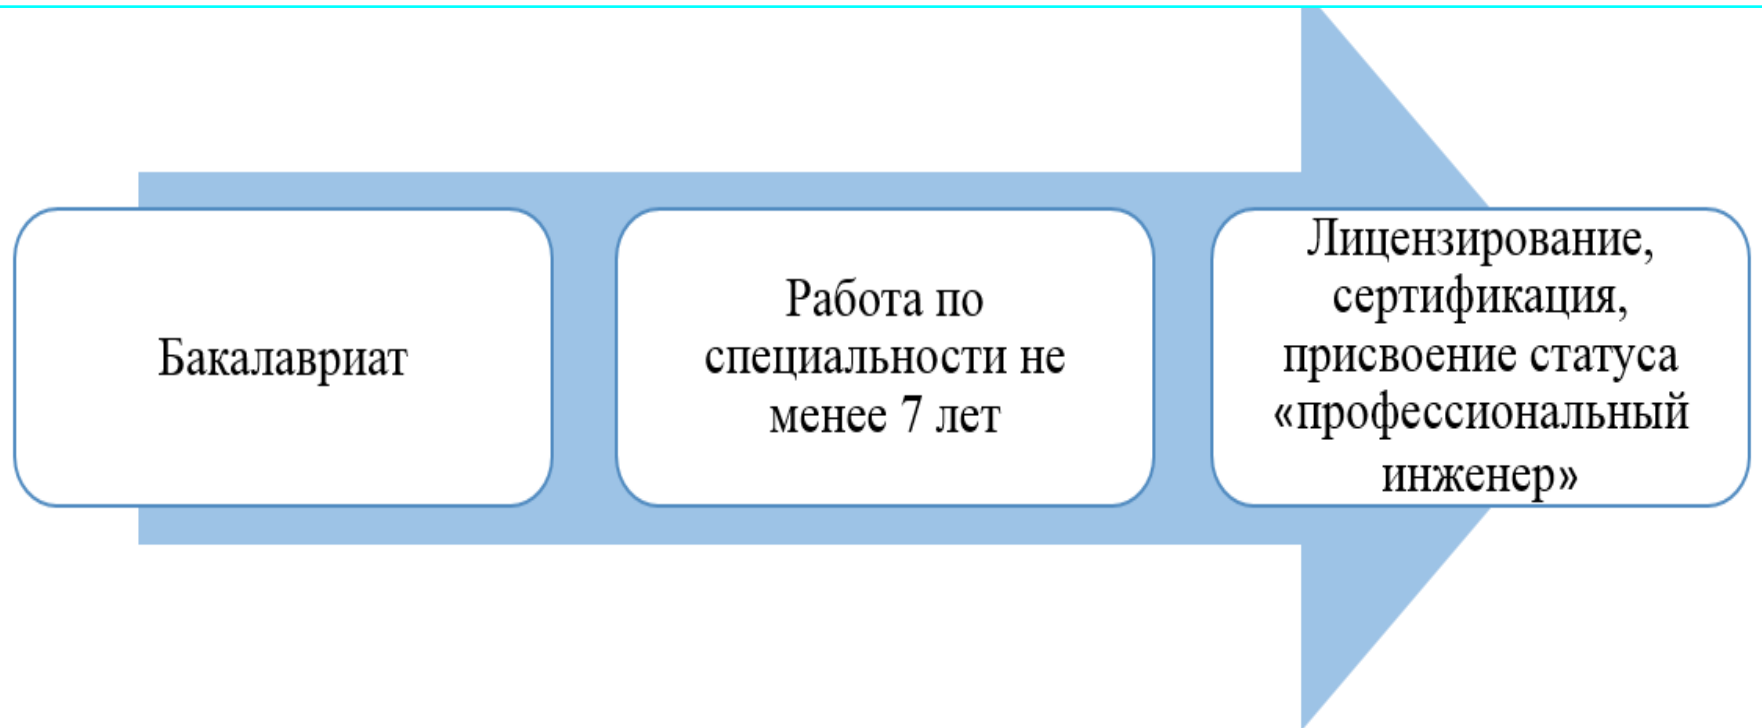 Бакалавриат
Работа по
специальности не
менее 7 лет
Лицензирование,
сертификация,
присвоение статуса
«профессиональный
инженер»